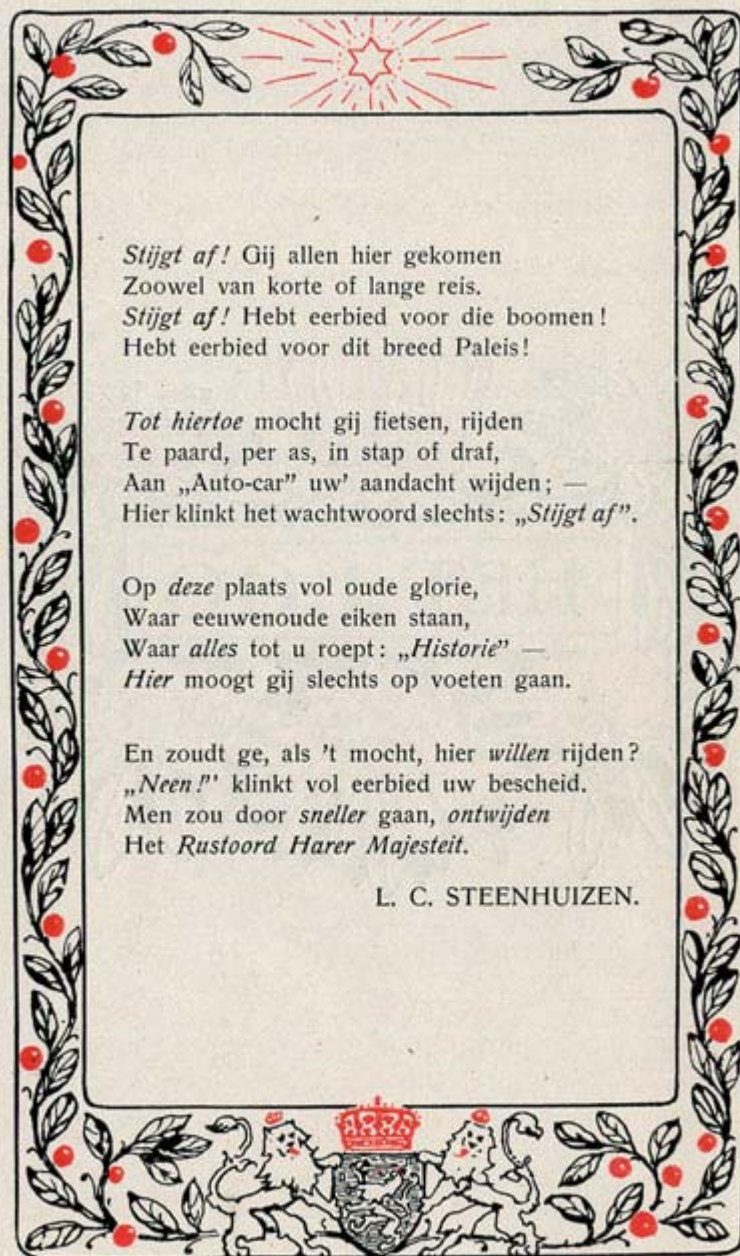 Stijgt af! Gij allen hier gekomen
Zoowel van korte of lange reis.
Stijgt af! Hebt eerbied voor die boomen!
Hebt eerbied voor dit breed Paleis!
Tot hiertoe mocht gij fietsen, rijden
Te paard, per as, in stap of draf,
Aan „Auto-car” uw' aandacht wijden; —
Hier klinkt het wachtwoord slechts: „Stijgt af”.
Op deze plaats vol oude glorie,
Waar eeuwenoude eiken staan,
Waar alles tot u roept: „Historie” —
Hier moogt gij slechts op voeten gaan.
En zoudt ge, als 't mocht, hier willen rijden?
„Neen!” klinkt vol eerbied uw bescheid.
Men zou door sneller gaan, ontwijden
Het Rustoord Harer Majesteit.
L. C. STEENHUIZEN.